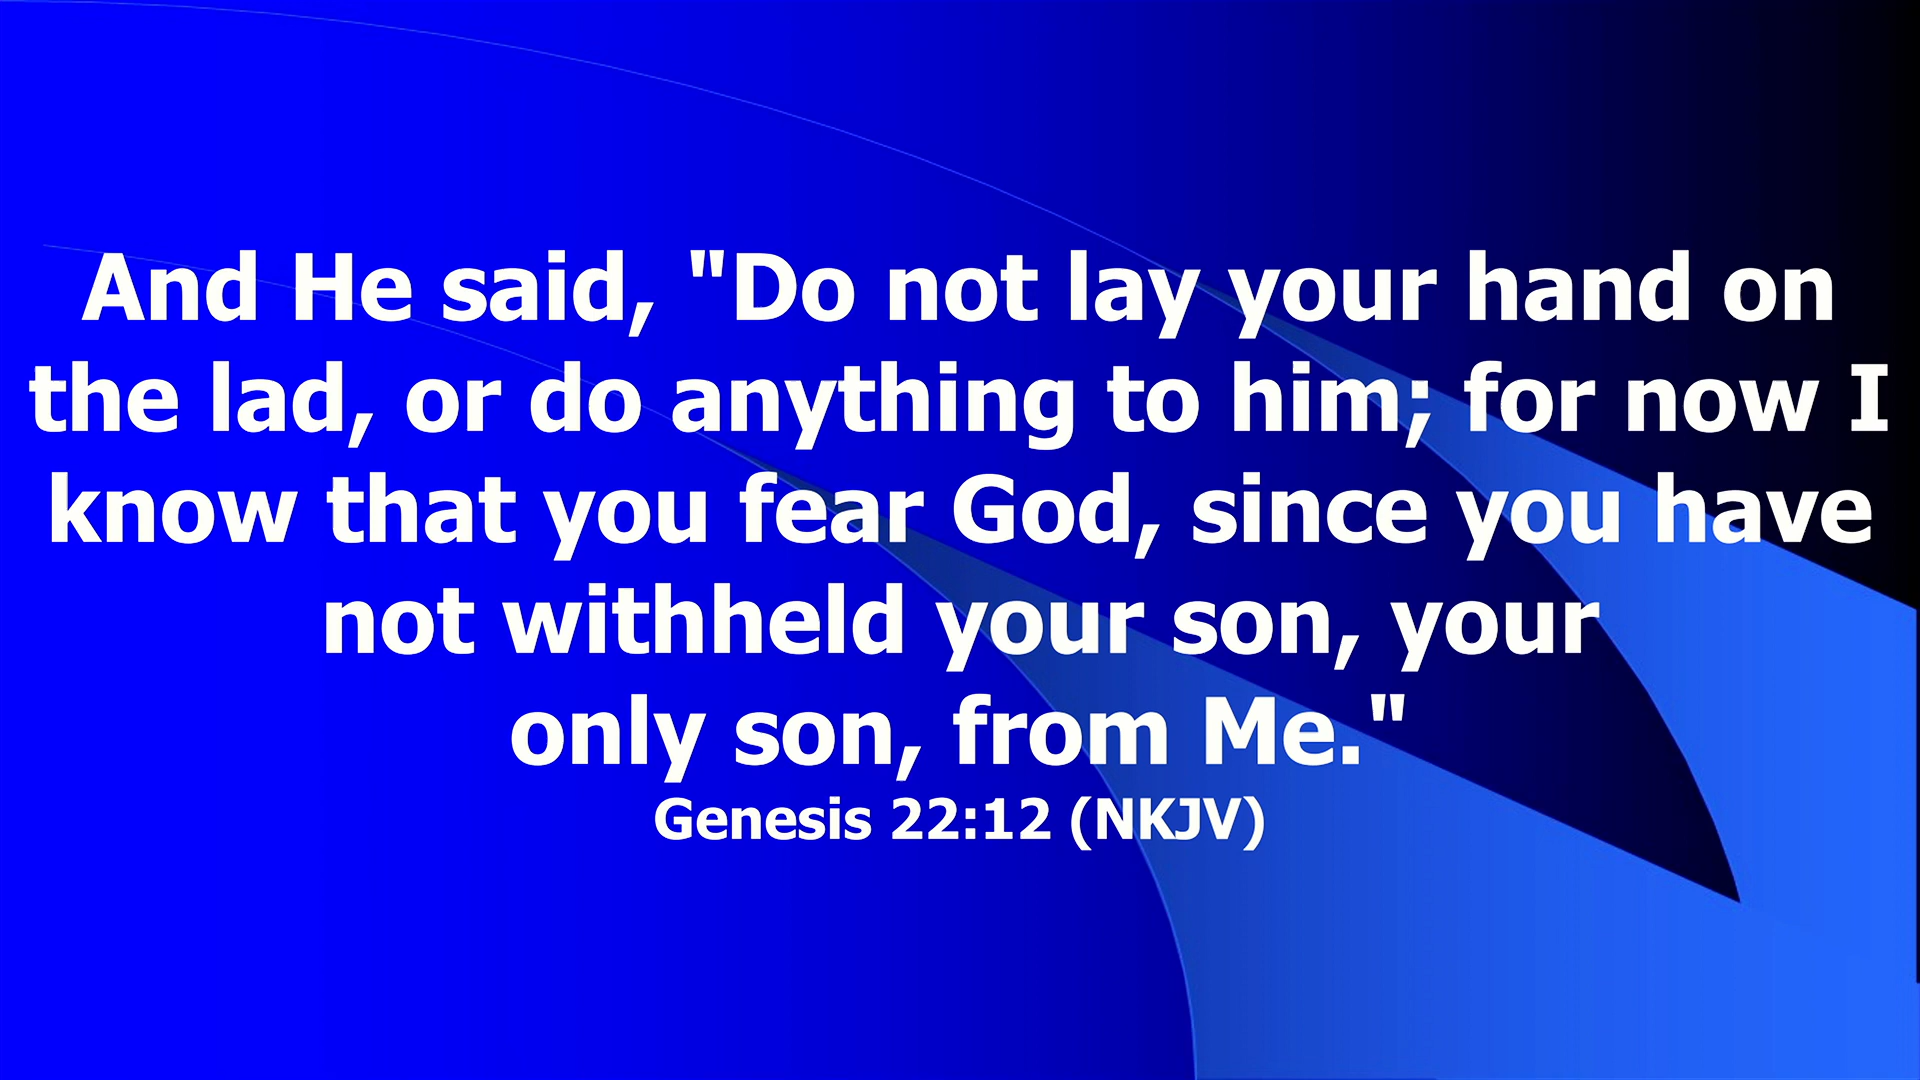 And He said, "Do not lay your hand on
the lad, or do anything to him; for now I
know that you fear God, since you have
not withheld your son, your
only son, from Me."
Genesis 22:12 (NKJV)